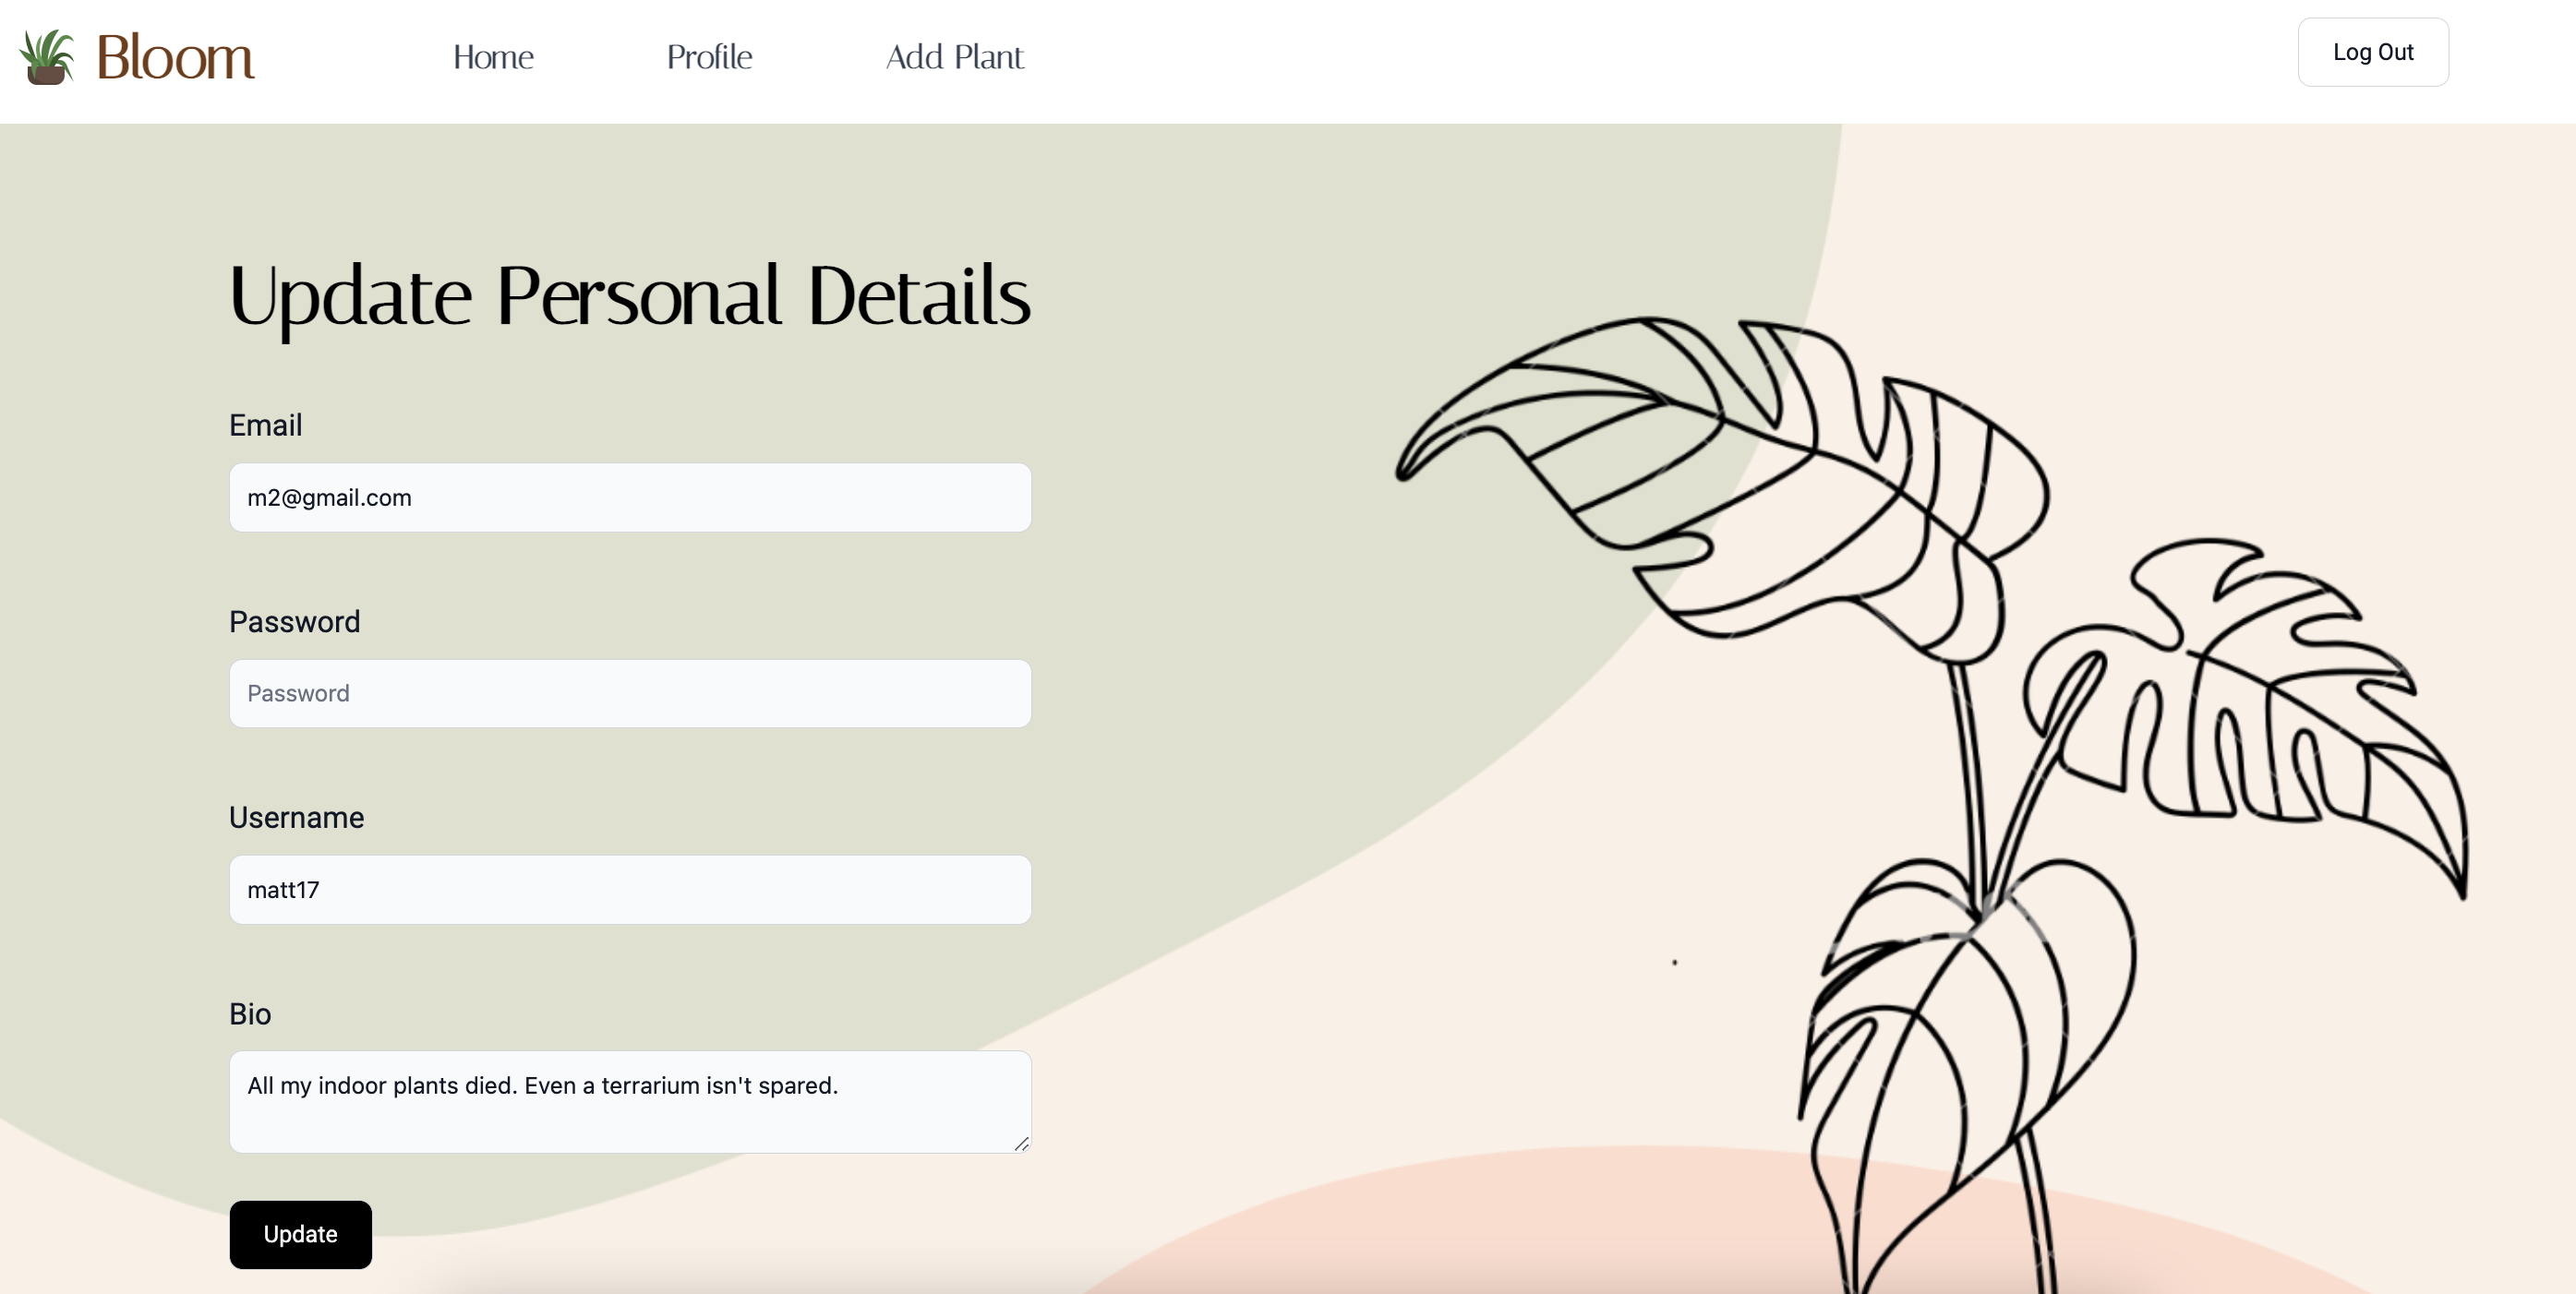 Bloom
Home
Profile
Add Plant
Log Out
Update Personal Details
Email
m2@gmail.com
Password
Password
Username
matt17
Bio
All my indoor plants died. Even a terrarium isn't spared.
Update